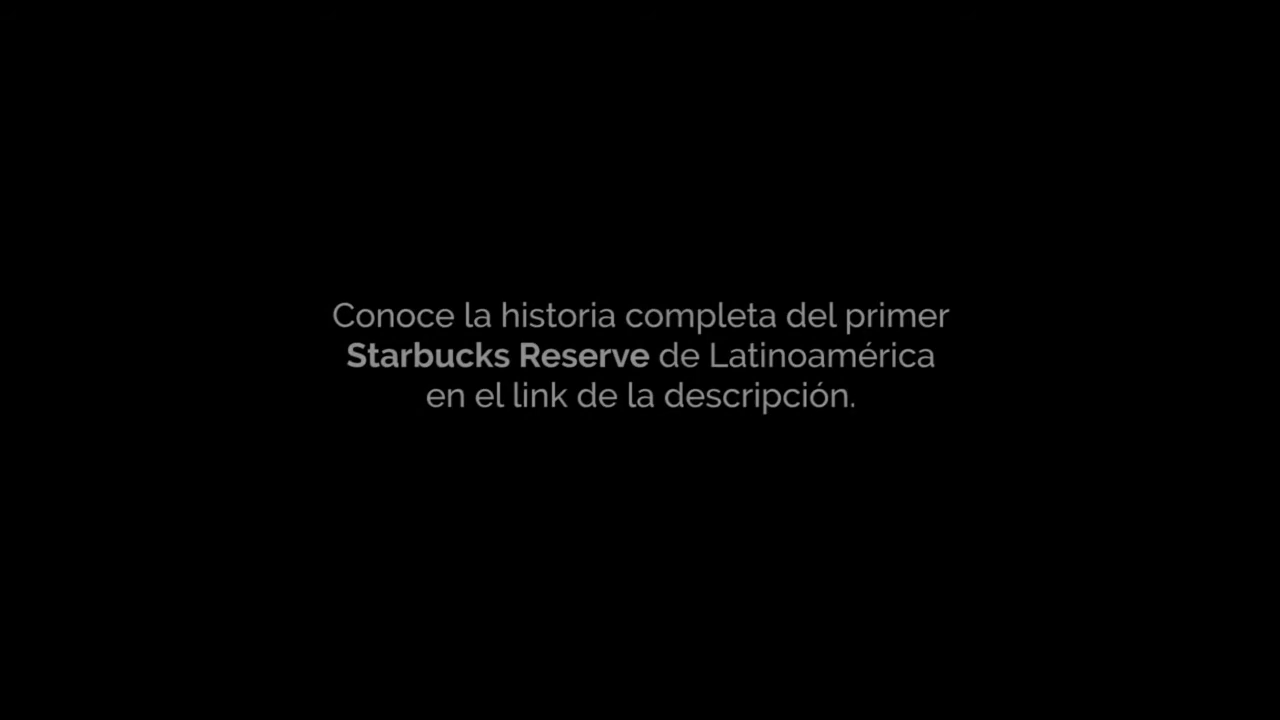 Conoce la historia completa del primer
Starbucks Reserve de Latinoamérica
en el link de la descripción.